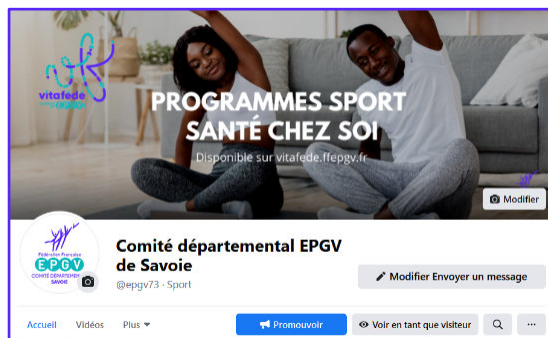 vitafede
PROGRAMMES SPORT
SANTÉ CHEZ SOI
Disponible sur vitafede.ffepgv.fr
Modifier
Fédération Française
EPGV
COMITÉ DÉPARTEMEN
SAVOIE
Comité départemental EPGV
de Savoie
@epgv73 · Sport
Modifier Envoyer un message
Accueil Vidéos Plus
Promouvoir
Voir en tant que visiteur